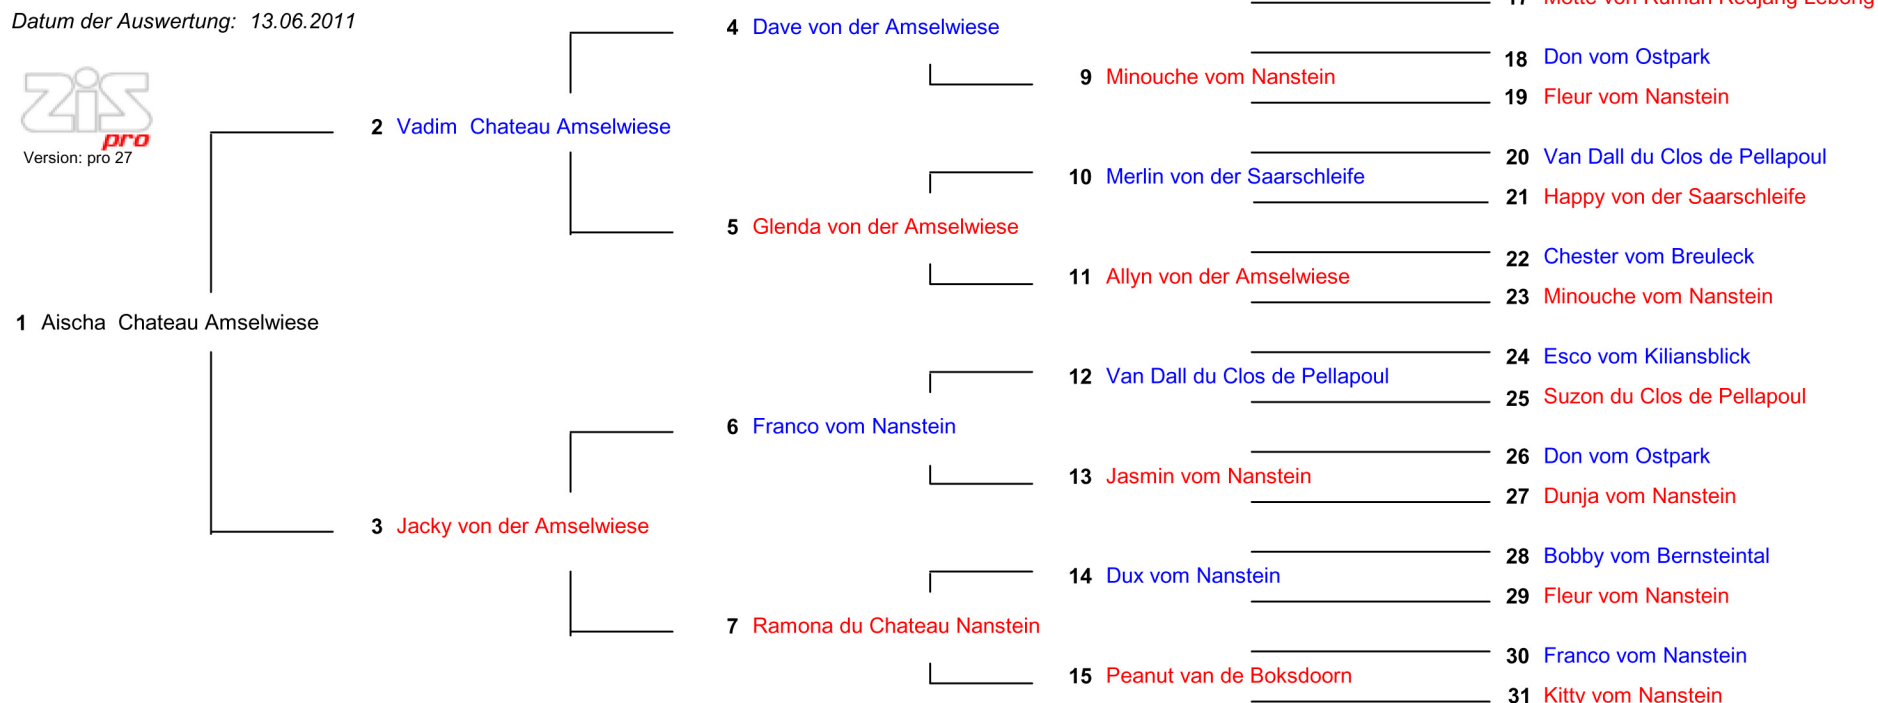 17 Motte von Ruman Redjang Lebong
Datum der Auswertung: 13.06.2011
4 Dave von der Amselwiese
18 Don vom Ostpark
9 Minouche vom Nanstein
19 Fleur vom Nanstein
ZiS
pro
2 Vadim Chateau Amselwiese
Version: pro 27
20 Van Dall du Clos de Pellapoul
10 Merlin von der Saarschleife
21 Happy von der Saarschleife
5 Glenda von der Amselwiese
22 Chester vom Breuleck
11 Allyn von der Amselwiese
23 Minouche vom Nanstein
1 Aischa Chateau Amselwiese
24 Esco vom Kiliansblick
12 Van Dall du Clos de Pellapoul
25 Suzon du Clos de Pellapoul
6 Franco vom Nanstein
26 Don vom Ostpark
13 Jasmin vom Nanstein
27 Dunja vom Nanstein
3 Jacky von der Amselwiese
28 Bobby vom Bernsteintal
14 Dux vom Nanstein
29 Fleur vom Nanstein
7 Ramona du Chateau Nanstein
30 Franco vom Nanstein
15 Peanut van de Boksdoorn
31 Kitty vom Nanstein